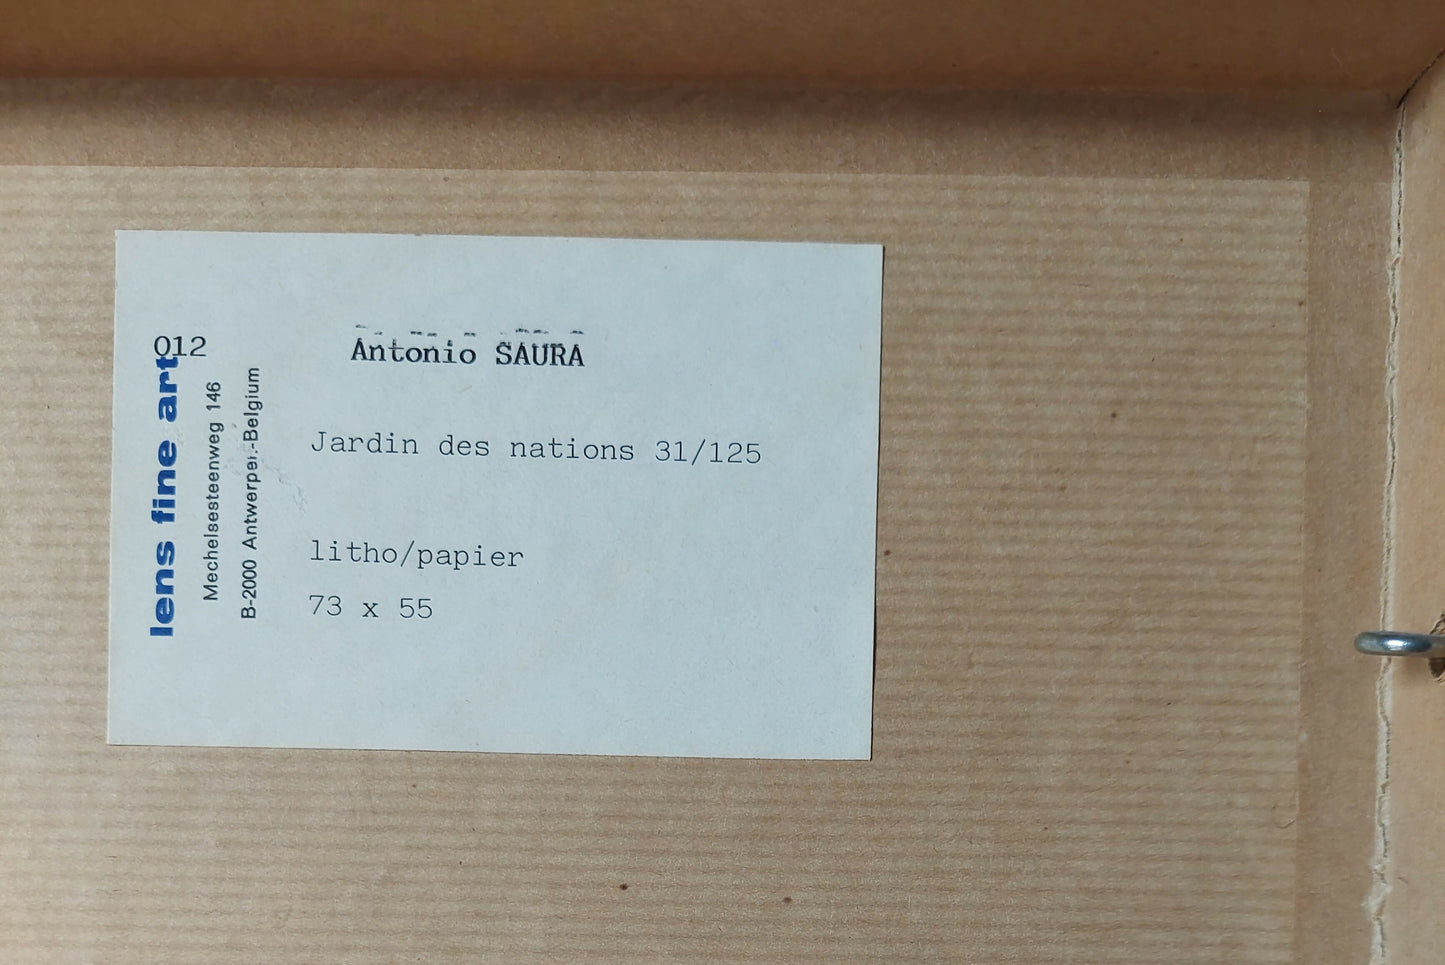 012
Antonio SAURA
Jardin des nations 31/125
litho/papier
73 x 55
lens fine art
Mechelsesteenweg 146
B-2000 Antwerpen-Belgium